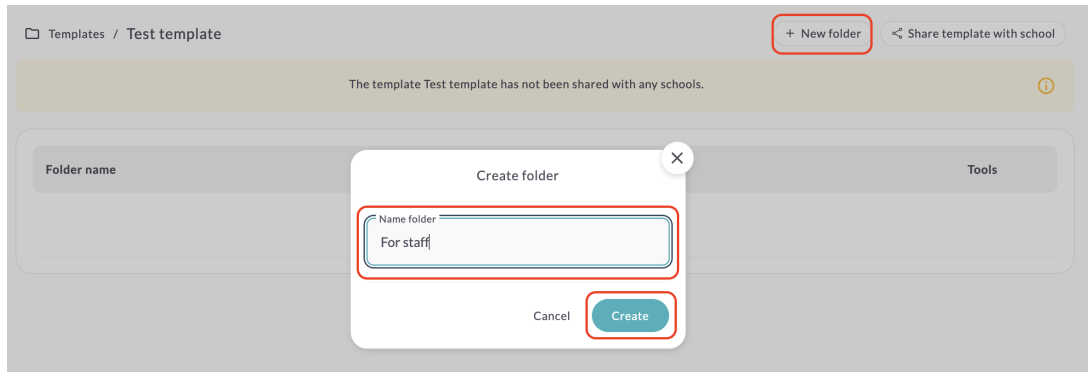 Templates / Test template
+ New folder
Share template with school
The template Test template has not been shared with any schools.
Folder name
Tools
Create folder
Name folder
For staff
Cancel
Create